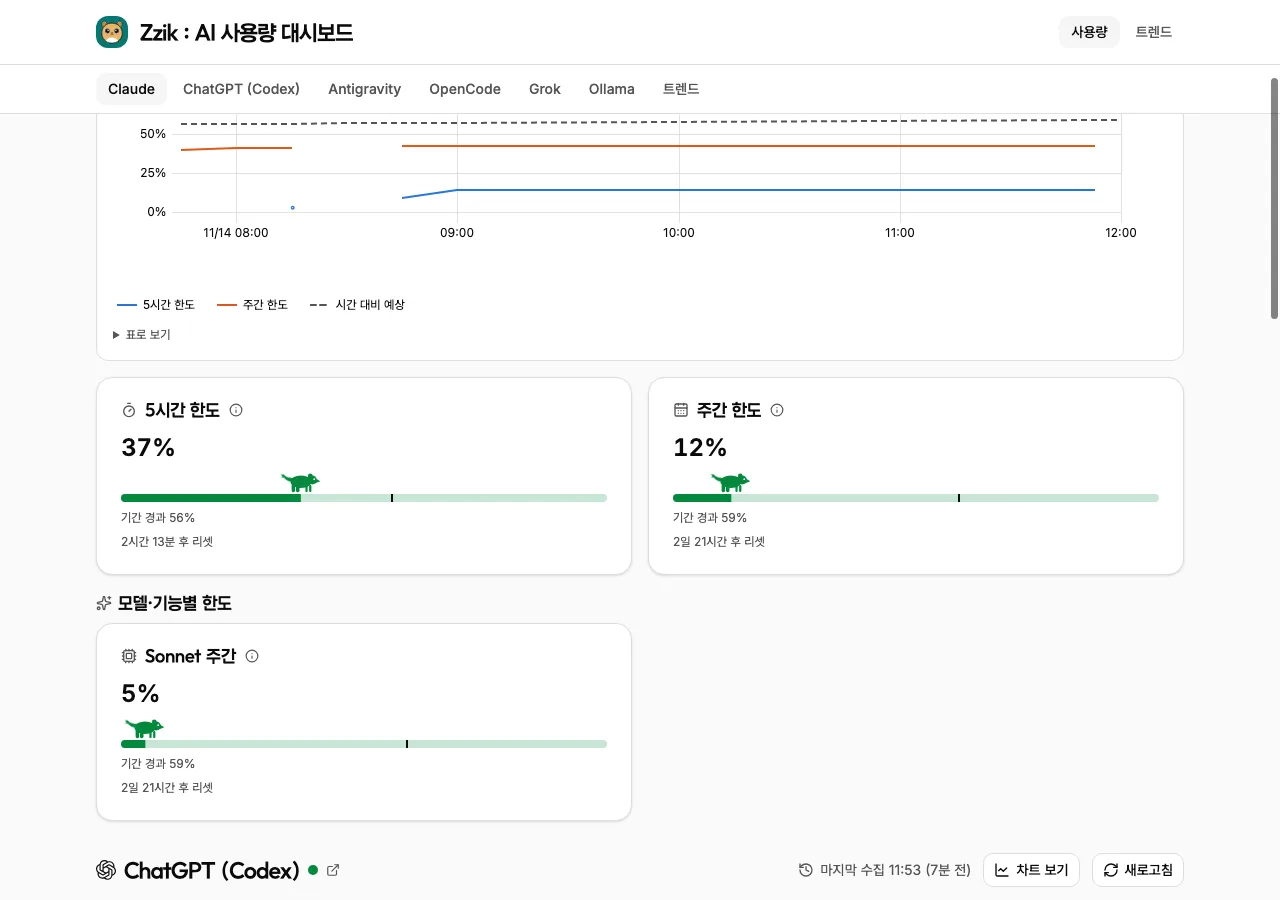 Zzik : AI 사용량 대시보드
사용량
트렌드
Claude
ChatGPT (Codex)
Antigravity
OpenCode
Grok
Ollama
트렌드
50%
25%
0%
11/14 08:00
09:00
10:00
11:00
12:00
5시간 한도
주간 한도
시간 대비 예상
표로 보기
5시간 한도
37%
기간 경과 56%
2시간 13분 후 리셋
주간 한도
12%
기간 경과 59%
2일 21시간 후 리셋
모델·기능별 한도
Sonnet 주간
5%
기간 경과 59%
2일 21시간 후 리셋
ChatGPT (Codex)
마지막 수집 11:53 (7분 전)
차트 보기
새로고침